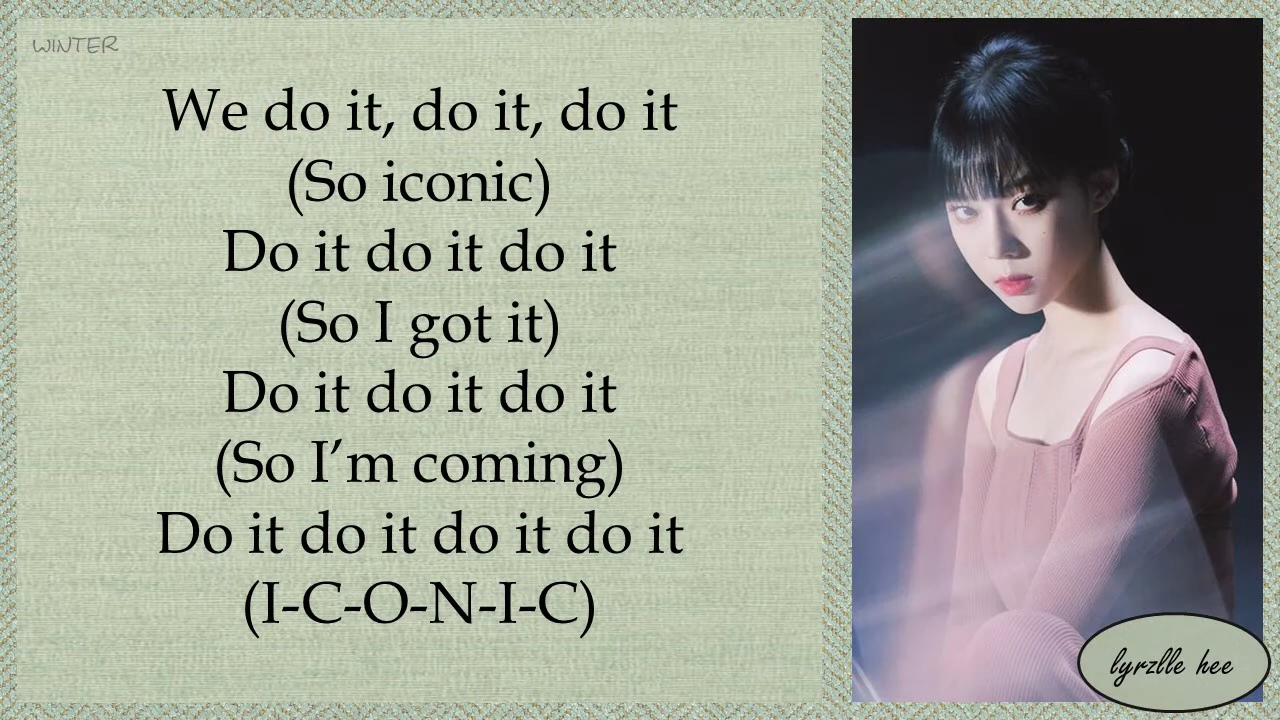 WINTER
We do it, do it, do it
(So iconic)
Do it do it do it
(So I got it)
Do it do it do it
(So I’m coming)
Do it do it do it do it
(I-C-O-N-I-C)
lyrzlle hee